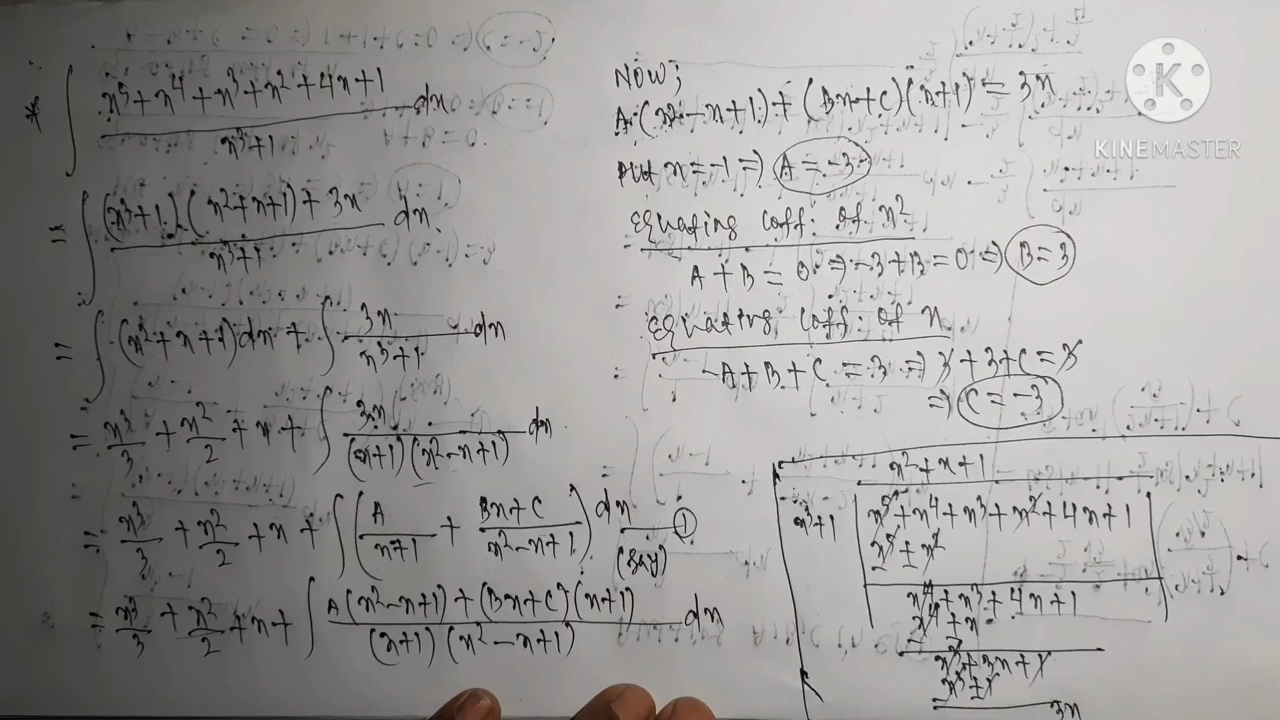 * ∫ (x⁵+x⁴+x³+x²+4x+1)/(x³+1) dx
= ∫ ((x³+1).(x²+x+1)+3x)/(x³+1) dx.
= ∫ (x²+x+1)dx + ∫ 3x/(x³+1) dx
= x³/3 + x²/2 + x + ∫ 3x/((x+1)(x²-x+1)) dx
= x³/3 + x²/2 + x + ∫ (A/(x+1) + (Bx+C)/(x²-x+1)) dx — ①
(say)
= x³/3 + x²/2 + x + ∫ (A(x²-x+1)+(Bx+C)(x+1))/((x+1)(x²-x+1)) dx
NOW;
A(x²-x+1)+(Bx+C)(x+1) = 3x
put x=-1 ⇒ A=-3
Equating coff: of x²
A+B=0 ⇒ -3+B=0 ⇒ B=3
Equating coff: of x
-A+B+C = 3 ⇒ 3+3+C=3
⇒ C=-3
x²+x+1
x³+1 | x⁵+x⁴+x³+x²+4x+1
x⁵+x²
x⁴+x³+4x+1
x⁴+x
x³+3x+1
x³+1
3x
KINEMASTER